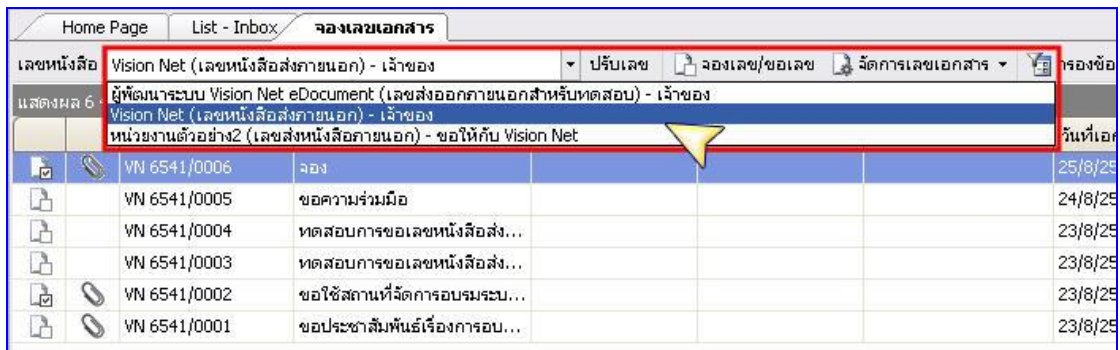 Home Page List - Inbox จองเลขเอกสาร
เลขหนังสือ Vision Net (เลขหนังสือส่งภายนอก) - เจ้าของ ปรับเลข จองเลข/ขอเลข จัดการเลขเอกสาร กรองข้อ
แสดงผล 6 ผู้พัฒนาระบบ Vision Net eDocument (เลขส่งออกภายนอกสำหรับทดสอบ) - เจ้าของ
Vision Net (เลขหนังสือส่งภายนอก) - เจ้าของ
หน่วยงานตัวอย่าง2 (เลขส่งหนังสือภายนอก) - ขอให้กับ Vision Net วันที่เอก
VN 6541/0006 จอง 25/8/25
VN 6541/0005 ขอความร่วมมือ 24/8/25
VN 6541/0004 ทดสอบการขอเลขหนังสือส่ง... 23/8/25
VN 6541/0003 ทดสอบการขอเลขหนังสือส่ง... 23/8/25
VN 6541/0002 ขอใช้สถานที่จัดการอบรมระบ... 23/8/25
VN 6541/0001 ขอประชาสัมพันธ์เรื่องการอบ... 23/8/25